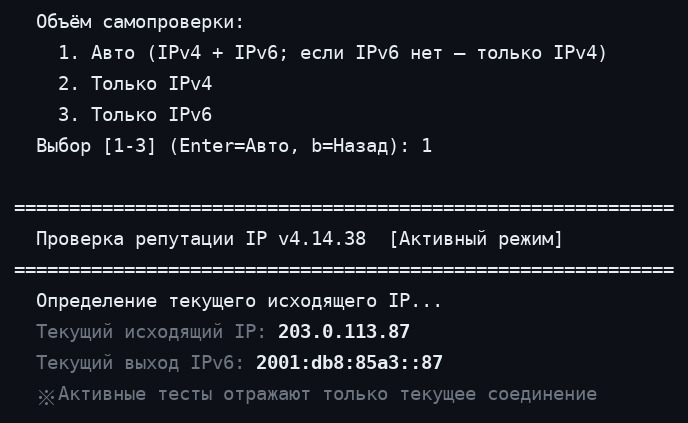 Объём самопроверки:
1. Авто (IPv4 + IPv6; если IPv6 нет — только IPv4)
2. Только IPv4
3. Только IPv6
Выбор [1-3] (Enter=Авто, b=Назад): 1
============================================================
Проверка репутации IP v4.14.38  [Активный режим]
============================================================
Определение текущего исходящего IP...
Текущий исходящий IP: 203.0.113.87
Текущий выход IPv6: 2001:db8:85a3::87
※Активные тесты отражают только текущее соединение